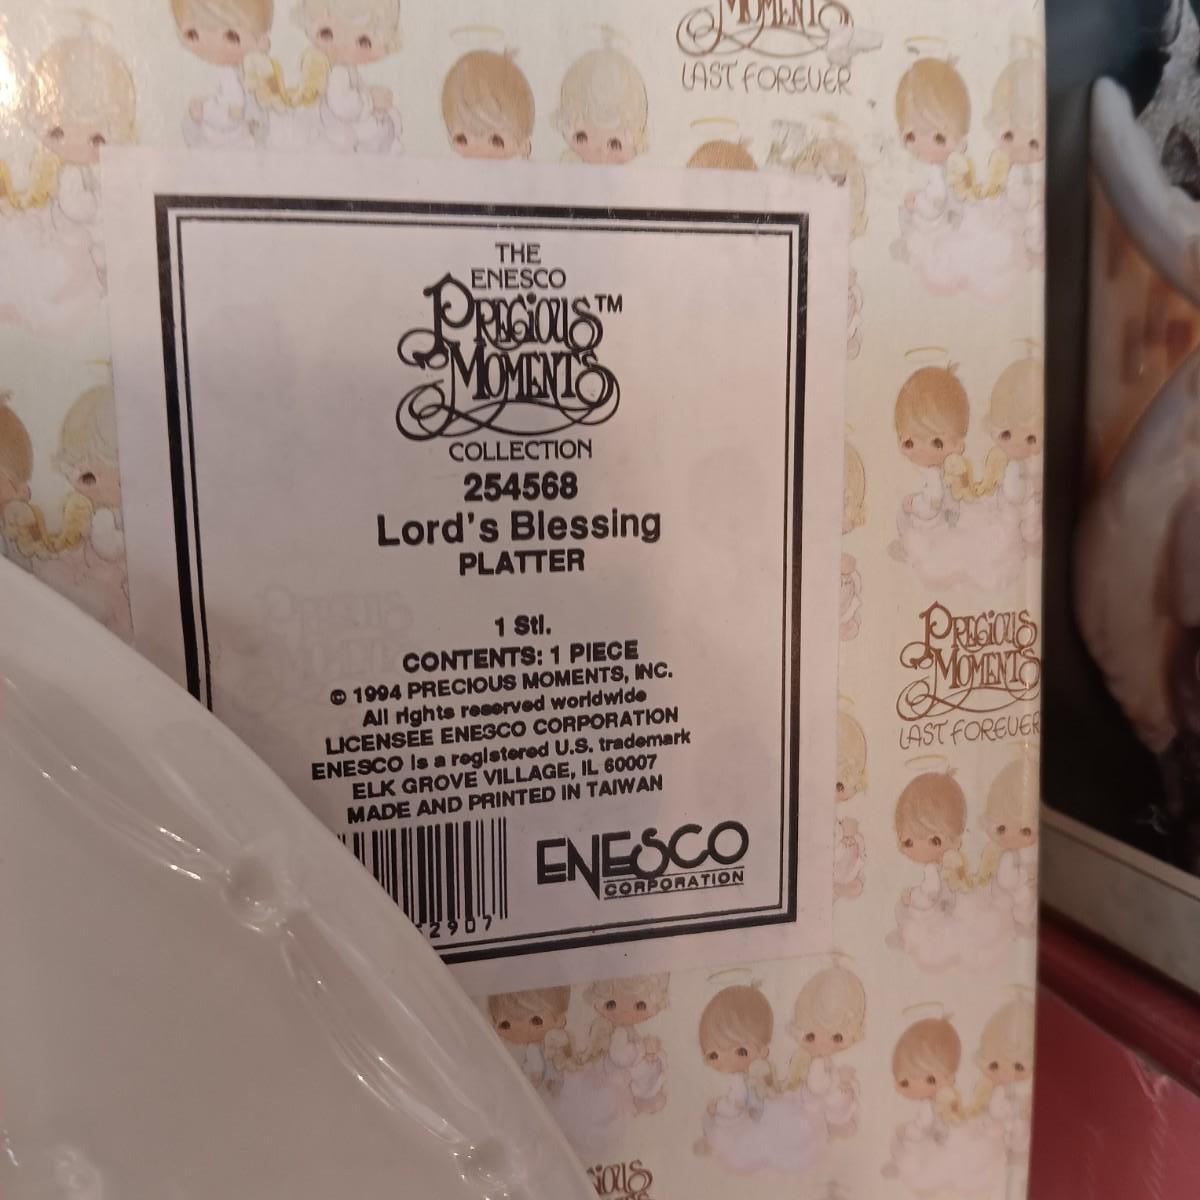 MOMENTS
LAST FOREVER
THE
ENESCO
PRECIOUS™
MOMENTS
COLLECTION
254568
Lord's Blessing
PLATTER
1 Stl.
CONTENTS: 1 PIECE
© 1994 PRECIOUS MOMENTS, INC.
All rights reserved worldwide
LICENSEE ENESCO CORPORATION
ENESCO is a registered U.S. trademark
ELK GROVE VILLAGE, IL 60007
MADE AND PRINTED IN TAIWAN
ENESCO
CORPORATION
2907
PRECIOUS
MOMENTS
LAST FOREVER